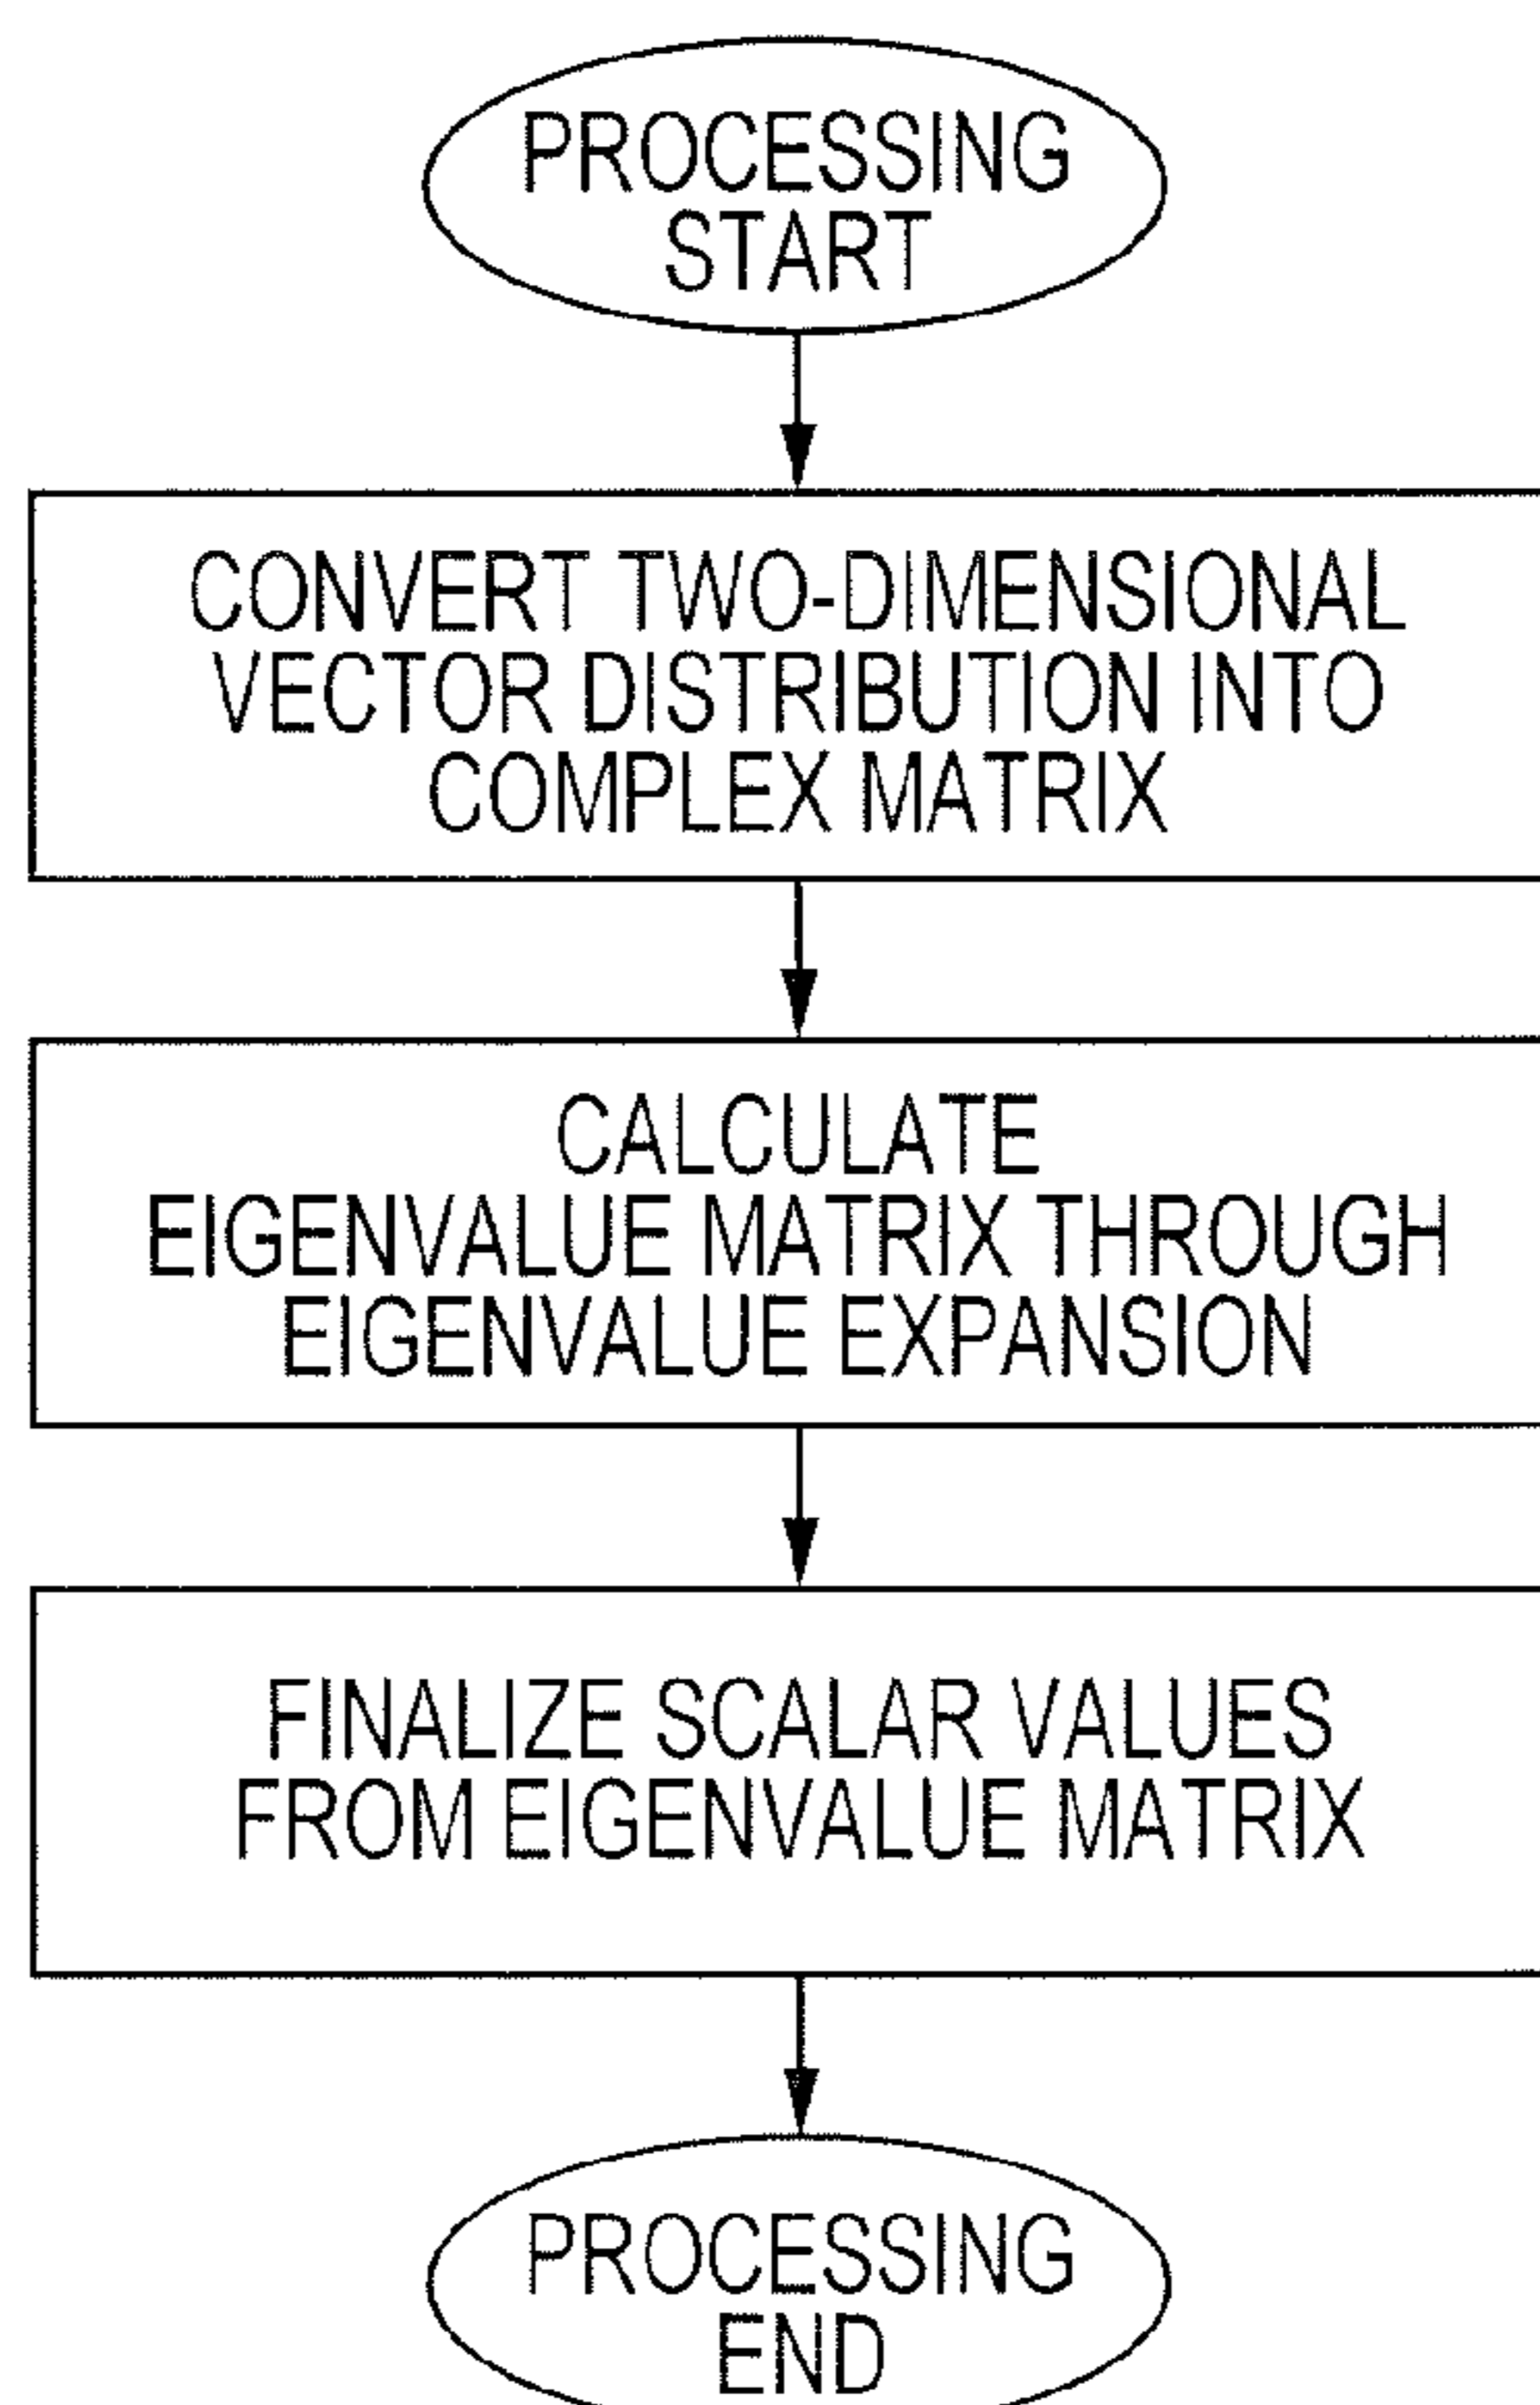 PROCESSING
START
CONVERT TWO-DIMENSIONAL
VECTOR DISTRIBUTION INTO
COMPLEX MATRIX
CALCULATE
EIGENVALUE MATRIX THROUGH
EIGENVALUE EXPANSION
FINALIZE SCALAR VALUES
FROM EIGENVALUE MATRIX
PROCESSING
END